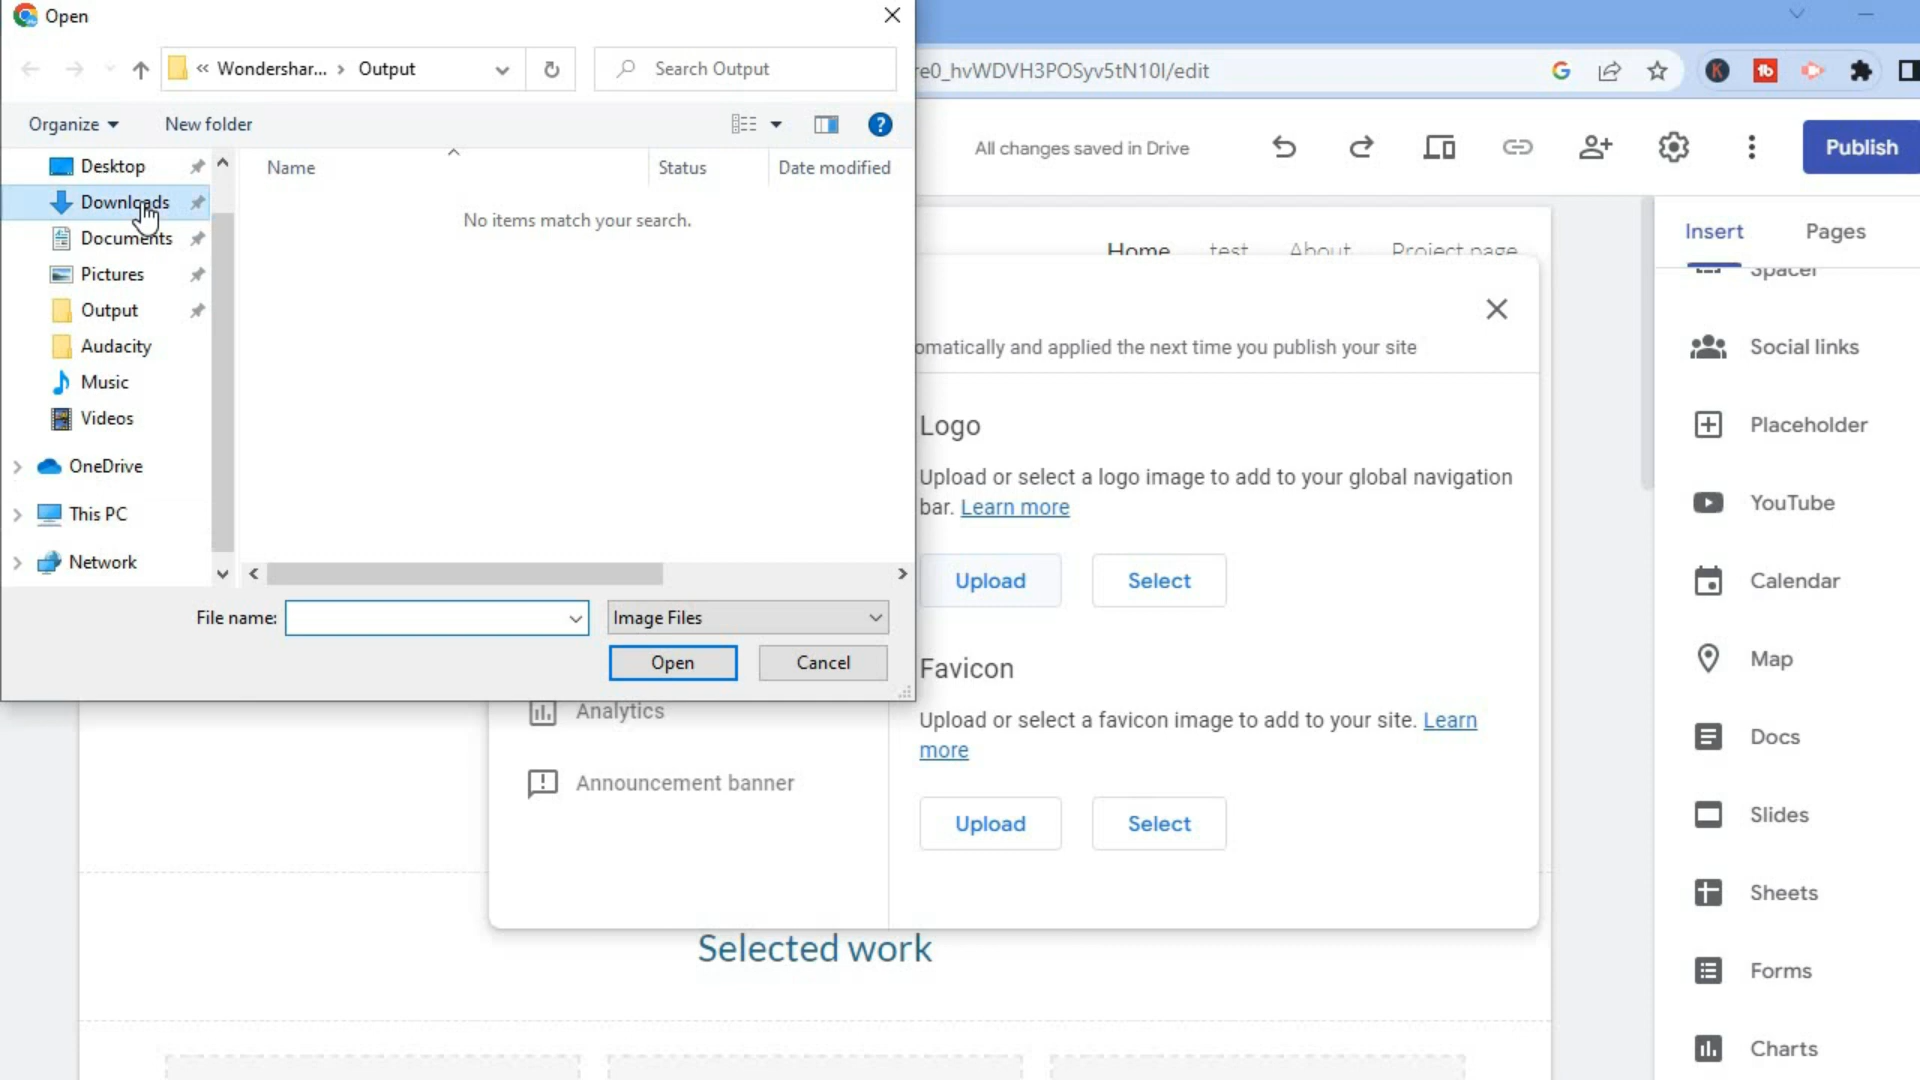 Open
« Wondershar... › Output
Search Output
re0_hvWDVH3POSyv5tN10I/edit
Organize
New folder
All changes saved in Drive
Publish
Desktop
Downloads
Documents
Pictures
Output
Audacity
Music
Videos
OneDrive
This PC
Network
Name
Status
Date modified
No items match your search.
File name:
Image Files
Open
Cancel
Home
test
About
Project page
omatically and applied the next time you publish your site
Logo
Upload or select a logo image to add to your global navigation
bar. Learn more
Upload
Select
Favicon
Upload or select a favicon image to add to your site. Learn
more
Upload
Select
Analytics
Announcement banner
Selected work
Insert
Pages
Spacer
Social links
Placeholder
YouTube
Calendar
Map
Docs
Slides
Sheets
Forms
Charts